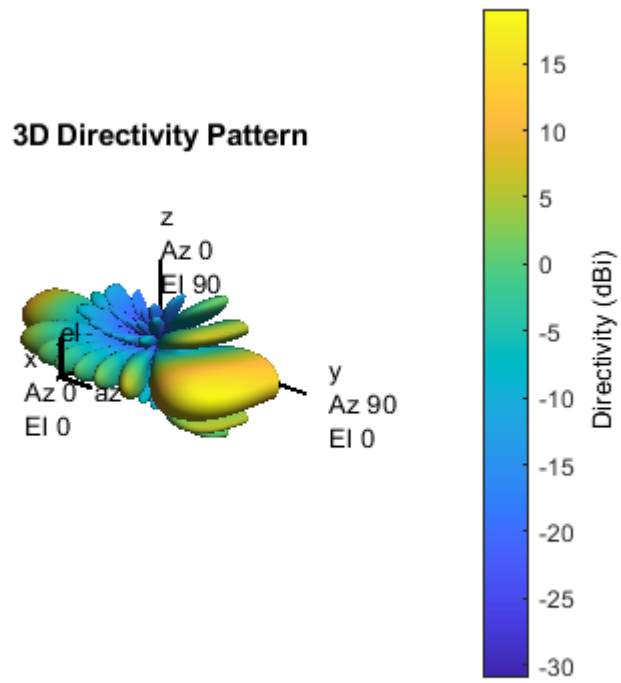 3D Directivity Pattern
z
Az 0
El 90
el
x
Az 0
az
El 0
y
Az 90
El 0
15
10
5
0
-5
-10
-15
-20
-25
-30
Directivity (dBi)